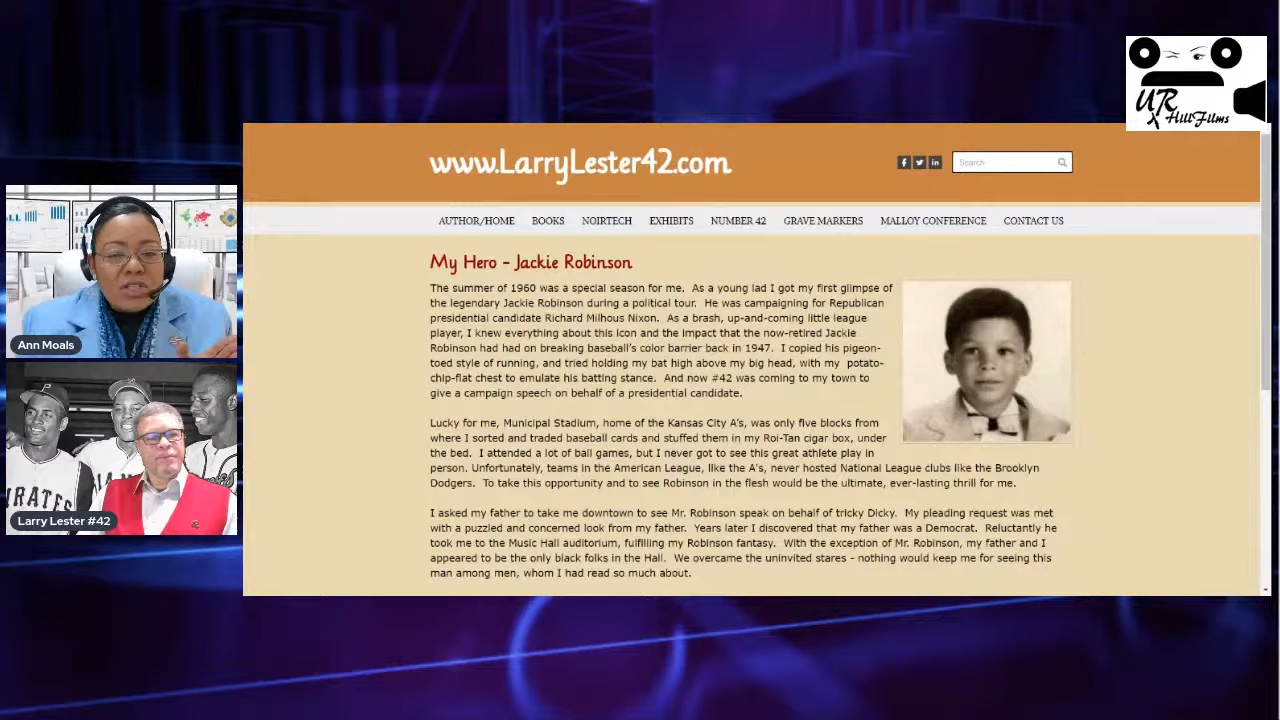 UR
HillFilms
www.LarryLester42.com
Search
AUTHOR/HOME BOOKS NOIRTECH EXHIBITS NUMBER 42 GRAVE MARKERS MALLOY CONFERENCE CONTACT US
My Hero - Jackie Robinson
The summer of 1960 was a special season for me. As a young lad I got my first glimpse of
the legendary Jackie Robinson during a political tour. He was campaigning for Republican
presidential candidate Richard Milhous Nixon. As a brash, up-and-coming little league
player, I knew everything about this icon and the impact that the now-retired Jackie
Robinson had had on breaking baseball's color barrier back in 1947. I copied his pigeon-
toed style of running, and tried holding my bat high above my big head, with my potato-
chip-flat chest to emulate his batting stance. And now #42 was coming to my town to
give a campaign speech on behalf of a presidential candidate.
Lucky for me, Municipal Stadium, home of the Kansas City A's, was only five blocks from
where I sorted and traded baseball cards and stuffed them in my Roi-Tan cigar box, under
the bed. I attended a lot of ball games, but I never got to see this great athlete play in
person. Unfortunately, teams in the American League, like the A's, never hosted National League clubs like the Brooklyn
Dodgers. To take this opportunity and to see Robinson in the flesh would be the ultimate, ever-lasting thrill for me.
I asked my father to take me downtown to see Mr. Robinson speak on behalf of tricky Dicky. My pleading request was met
with a puzzled and concerned look from my father. Years later I discovered that my father was a Democrat. Reluctantly he
took me to the Music Hall auditorium, fulfilling my Robinson fantasy. With the exception of Mr. Robinson, my father and I
appeared to be the only black folks in the Hall. We overcame the uninvited stares - nothing would keep me for seeing this
man among men, whom I had read so much about.
Ann Moals
IRATES
Larry Lester #42